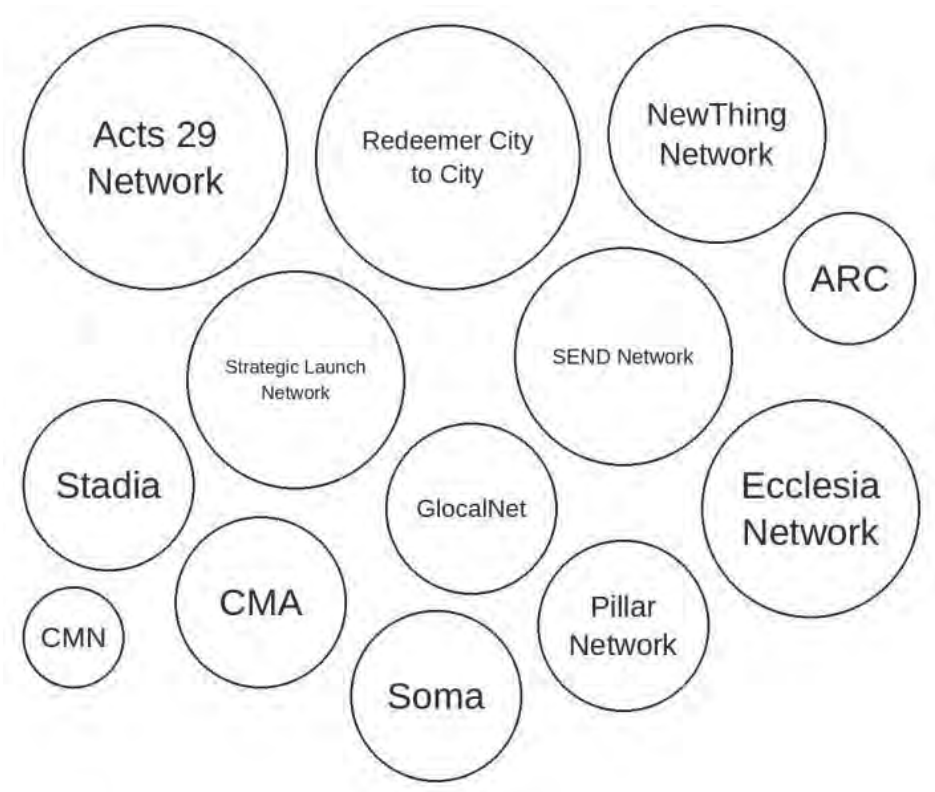 Acts 29
Network
Redeemer City
to City
NewThing
Network
ARC
Strategic Launch
Network
SEND Network
Stadia
GlocalNet
Ecclesia
Network
CMA
Pillar
Network
CMN
Soma